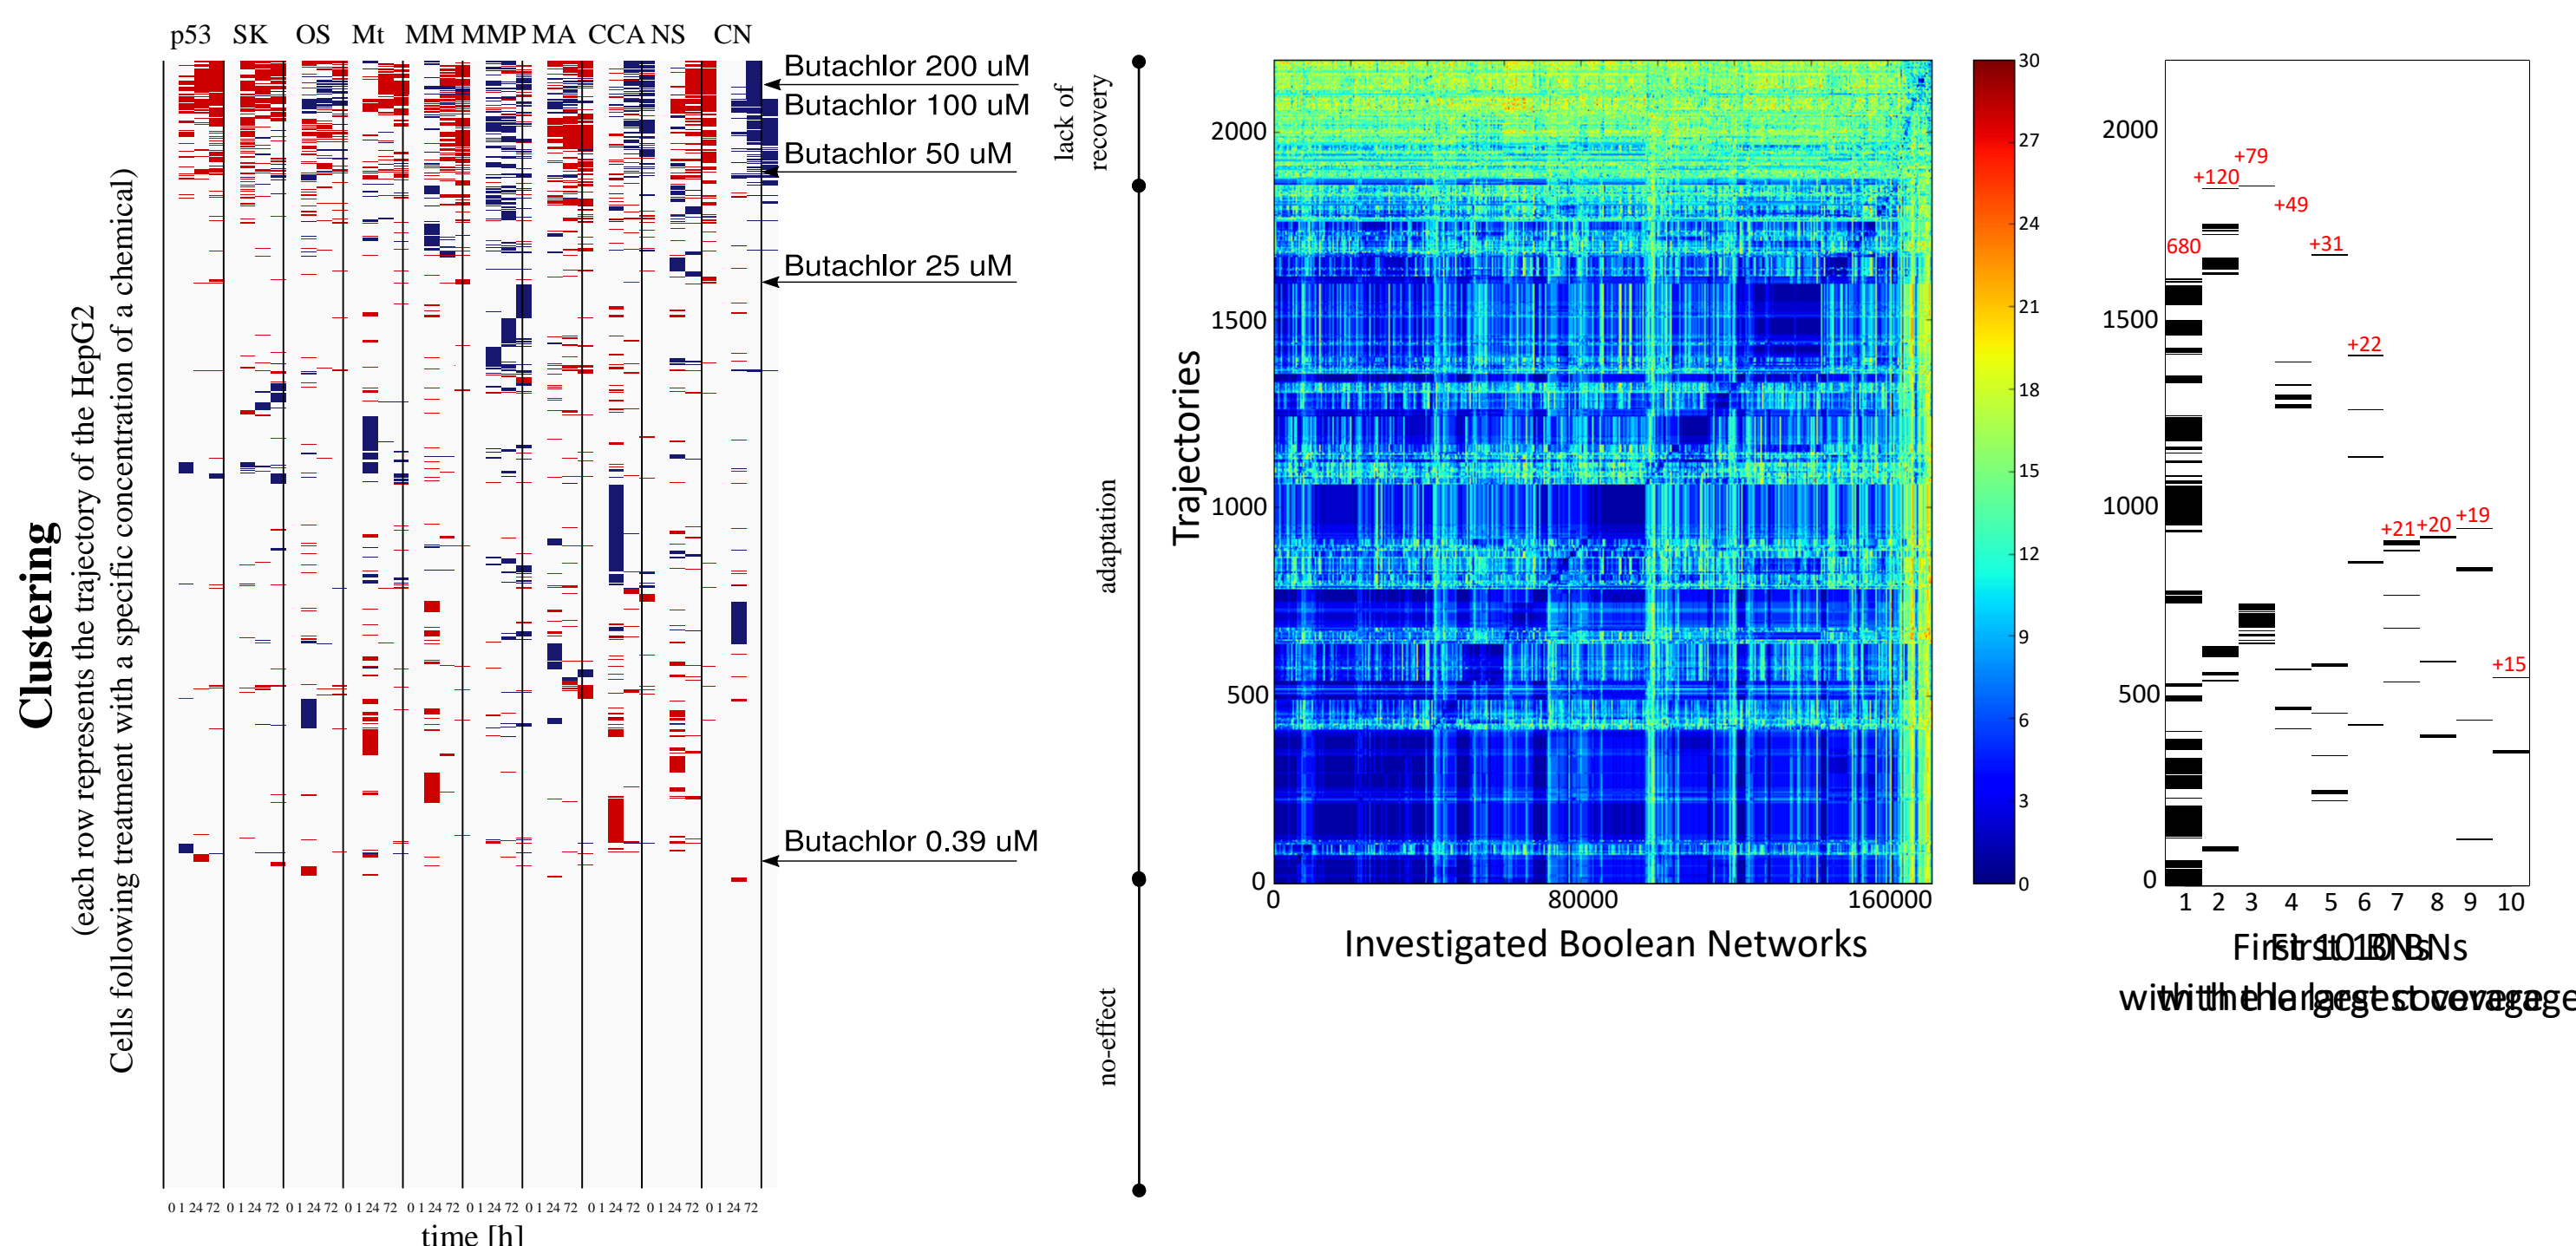 p53 SK OS Mt MM MMP MA CCA NS CN
Clustering
(each row represents the trajectory of the HepG2
Cells following treatment with a specific concentration of a chemical)
Butachlor 200 uM
Butachlor 100 uM
Butachlor 50 uM
Butachlor 25 uM
Butachlor 0.39 uM
0 1 24 72 0 1 24 72 0 1 24 72 0 1 24 72 0 1 24 72 0 1 24 72 0 1 24 72 0 1 24 72 0 1 24 72 0 1 24 72
time [h]
lack of
recovery
adaptation
no-effect
Trajectories
2000
1500
1000
500
0
0 80000 160000
Investigated Boolean Networks
30
27
24
21
18
15
12
9
6
3
0
2000
1500
1000
500
0
680
+120
+79
+49
+31
+22
+21
+20
+19
+15
1 2 3 4 5 6 7 8 9 10
First 10 BNs
with the largest coverage